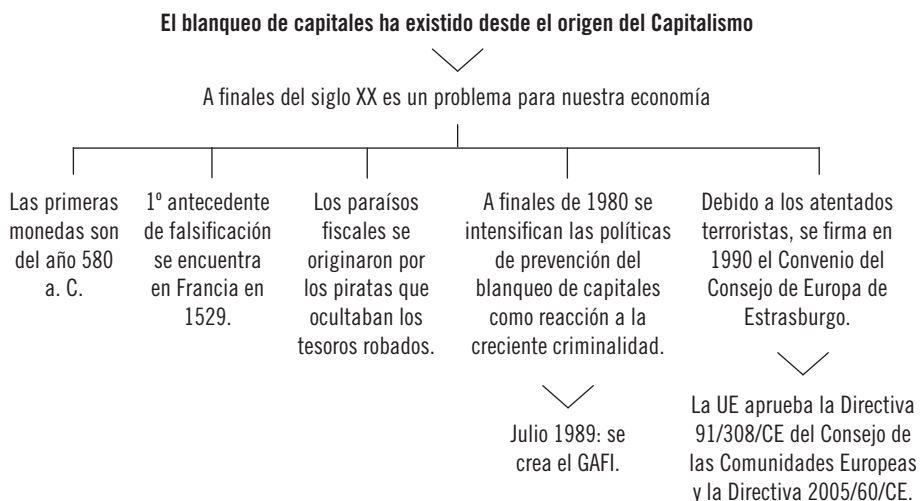 El blanqueo de capitales ha existido desde el origen del Capitalismo
A finales del siglo XX es un problema para nuestra economía
Las primeras
monedas son
del año 580
a. C.
1º antecedente
de falsificación
se encuentra
en Francia en
1529.
Los paraísos
fiscales se
originaron por
los piratas que
ocultaban los
tesoros robados.
A finales de 1980 se
intensifican las políticas
de prevención del
blanqueo de capitales
como reacción a la
creciente criminalidad.
Julio 1989: se
crea el GAFI.
Debido a los atentados
terroristas, se firma en
1990 el Convenio del
Consejo de Europa de
Estrasburgo.
La UE aprueba la Directiva
91/308/CE del Consejo de
las Comunidades Europeas
y la Directiva 2005/60/CE.